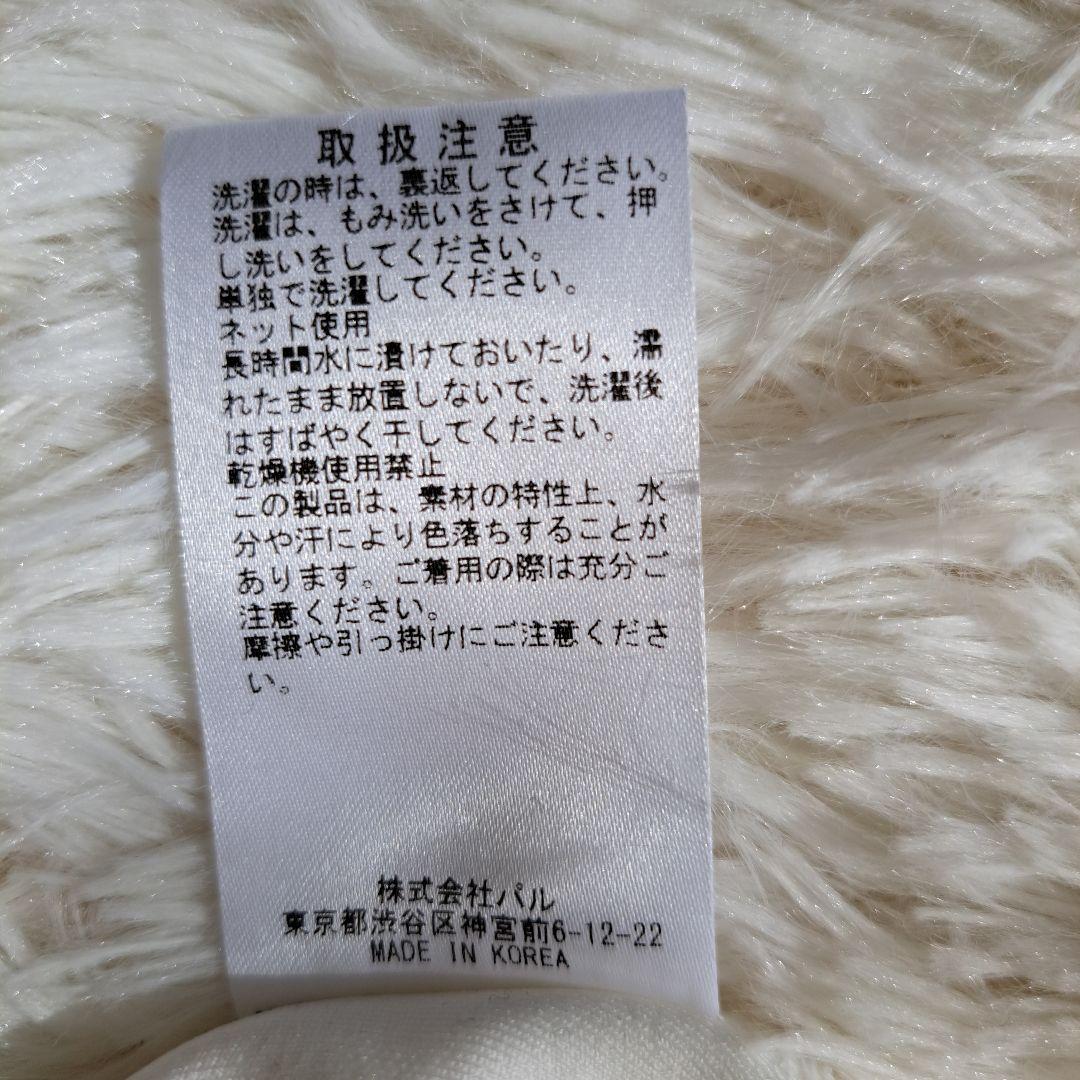 取扱注意
洗濯の時は、裏返してください。
洗濯は、もみ洗いをさけて、押
し洗いをしてください。
単独で洗濯してください。
ネット使用
長時間水に漬けておいたり、濡
れたまま放置しないで、洗濯後
はすばやく干してください。
乾燥機使用禁止
この製品は、素材の特性上、水
分や汗により色落ちすることが
あります。ご着用の際は充分ご
注意ください。
摩擦や引っ掛けにご注意くださ
い。
株式会社パル
東京都渋谷区神宮前6-12-22
MADE IN KOREA